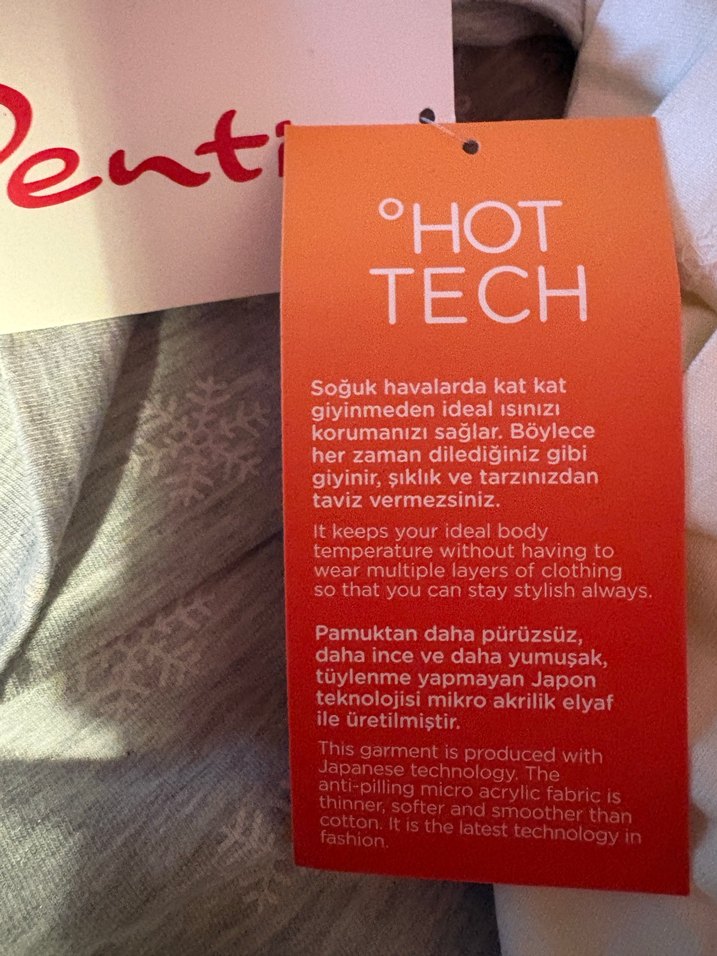 Penti
°HOT
TECH
Soğuk havalarda kat kat
giyinmeden ideal ısınızı
korumanızı sağlar. Böylece
her zaman dilediğiniz gibi
giyinir, şıklık ve tarzınızdan
taviz vermezsiniz.
It keeps your ideal body
temperature without having to
wear multiple layers of clothing
so that you can stay stylish always.
Pamuktan daha pürüzsüz,
daha ince ve daha yumuşak,
tüylenme yapmayan Japon
teknolojisi mikro akrilik elyaf
ile üretilmiştir.
This garment is produced with
Japanese technology. The
anti-pilling micro acrylic fabric is
thinner, softer and smoother than
cotton. It is the latest technology in
fashion.